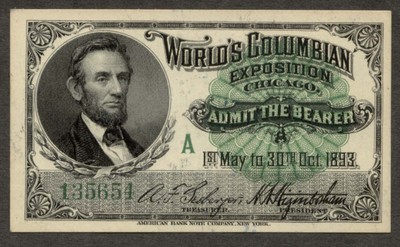 WORLD'S COLUMBIAN
EXPOSITION
CHICAGO.
ADMIT THE BEARER
A
1ST May to 30TH Oct. 1893.
135654
TREASURER.
PRESIDENT
AMERICAN BANK NOTE COMPANY, NEW YORK.